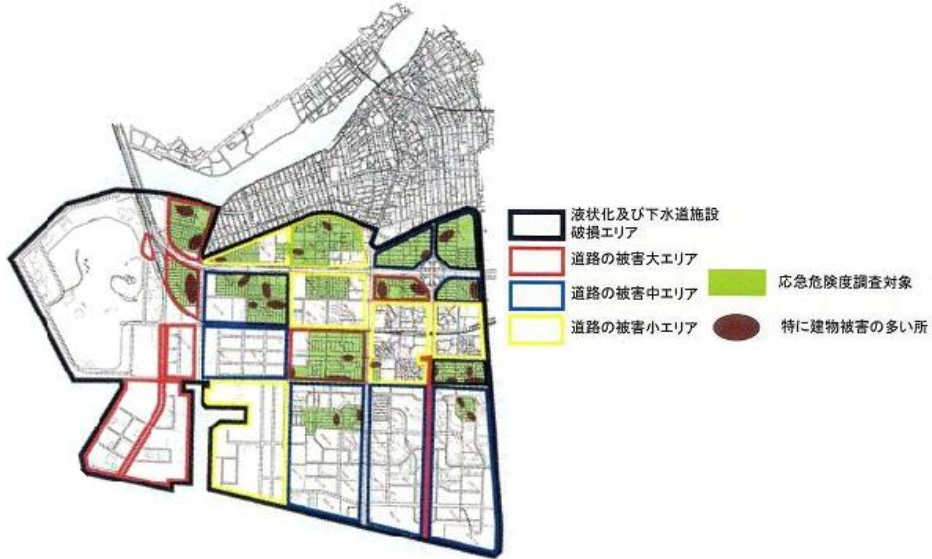 液状化及び下水道施設
破損エリア
道路の被害大エリア
道路の被害中エリア
道路の被害小エリア
応急危険度調査対象
特に建物被害の多い所